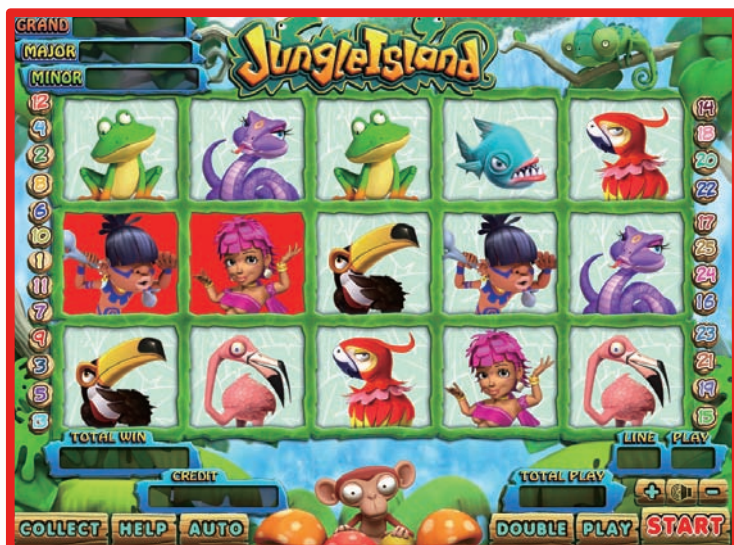 GRAND
MAJOR
MINOR
JungleIsland
12
4
2
8
6
10
1
11
7
9
3
5
13
14
18
20
22
17
25
24
16
23
21
19
15
TOTAL WIN
LINE PLAY
CREDIT
TOTAL PLAY
+ -
COLLECT HELP AUTO
DOUBLE PLAY START